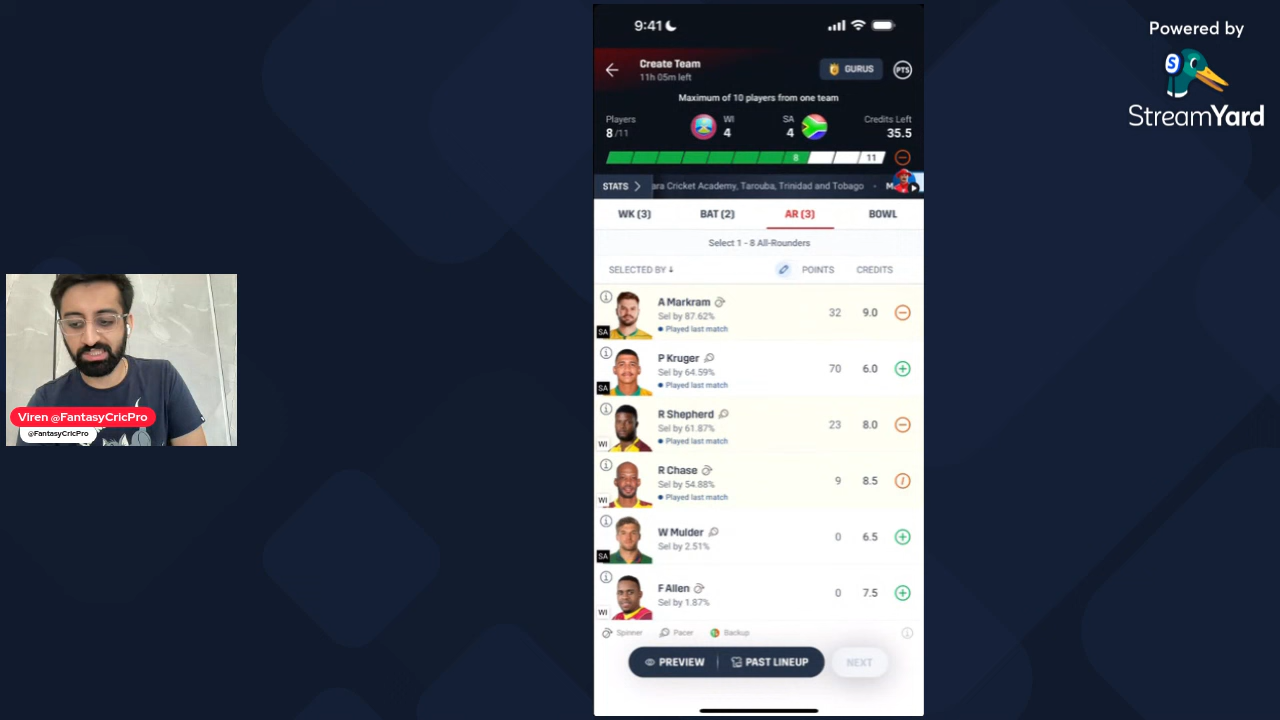 Powered by
S
StreamYard
Viren @FantasyCricPro
@FantasyCricPro
9:41
Create Team
11h 05m left
GURUS
PTS
Maximum of 10 players from one team
Players
8 /11
WI
4
SA
4
Credits Left
35.5
8
11
STATS
ara Cricket Academy, Tarouba, Trinidad and Tobago
WK (3)
BAT (2)
AR (3)
BOWL
Select 1 - 8 All-Rounders
SELECTED BY
POINTS
CREDITS
A Markram
Sel by 87.62%
Played last match
SA
32
9.0
P Kruger
Sel by 64.59%
Played last match
SA
70
6.0
R Shepherd
Sel by 61.87%
Played last match
WI
23
8.0
R Chase
Sel by 54.88%
Played last match
WI
9
8.5
W Mulder
Sel by 2.51%
SA
0
6.5
F Allen
Sel by 1.87%
WI
0
7.5
Spinner
Pacer
Backup
PREVIEW
PAST LINEUP
NEXT